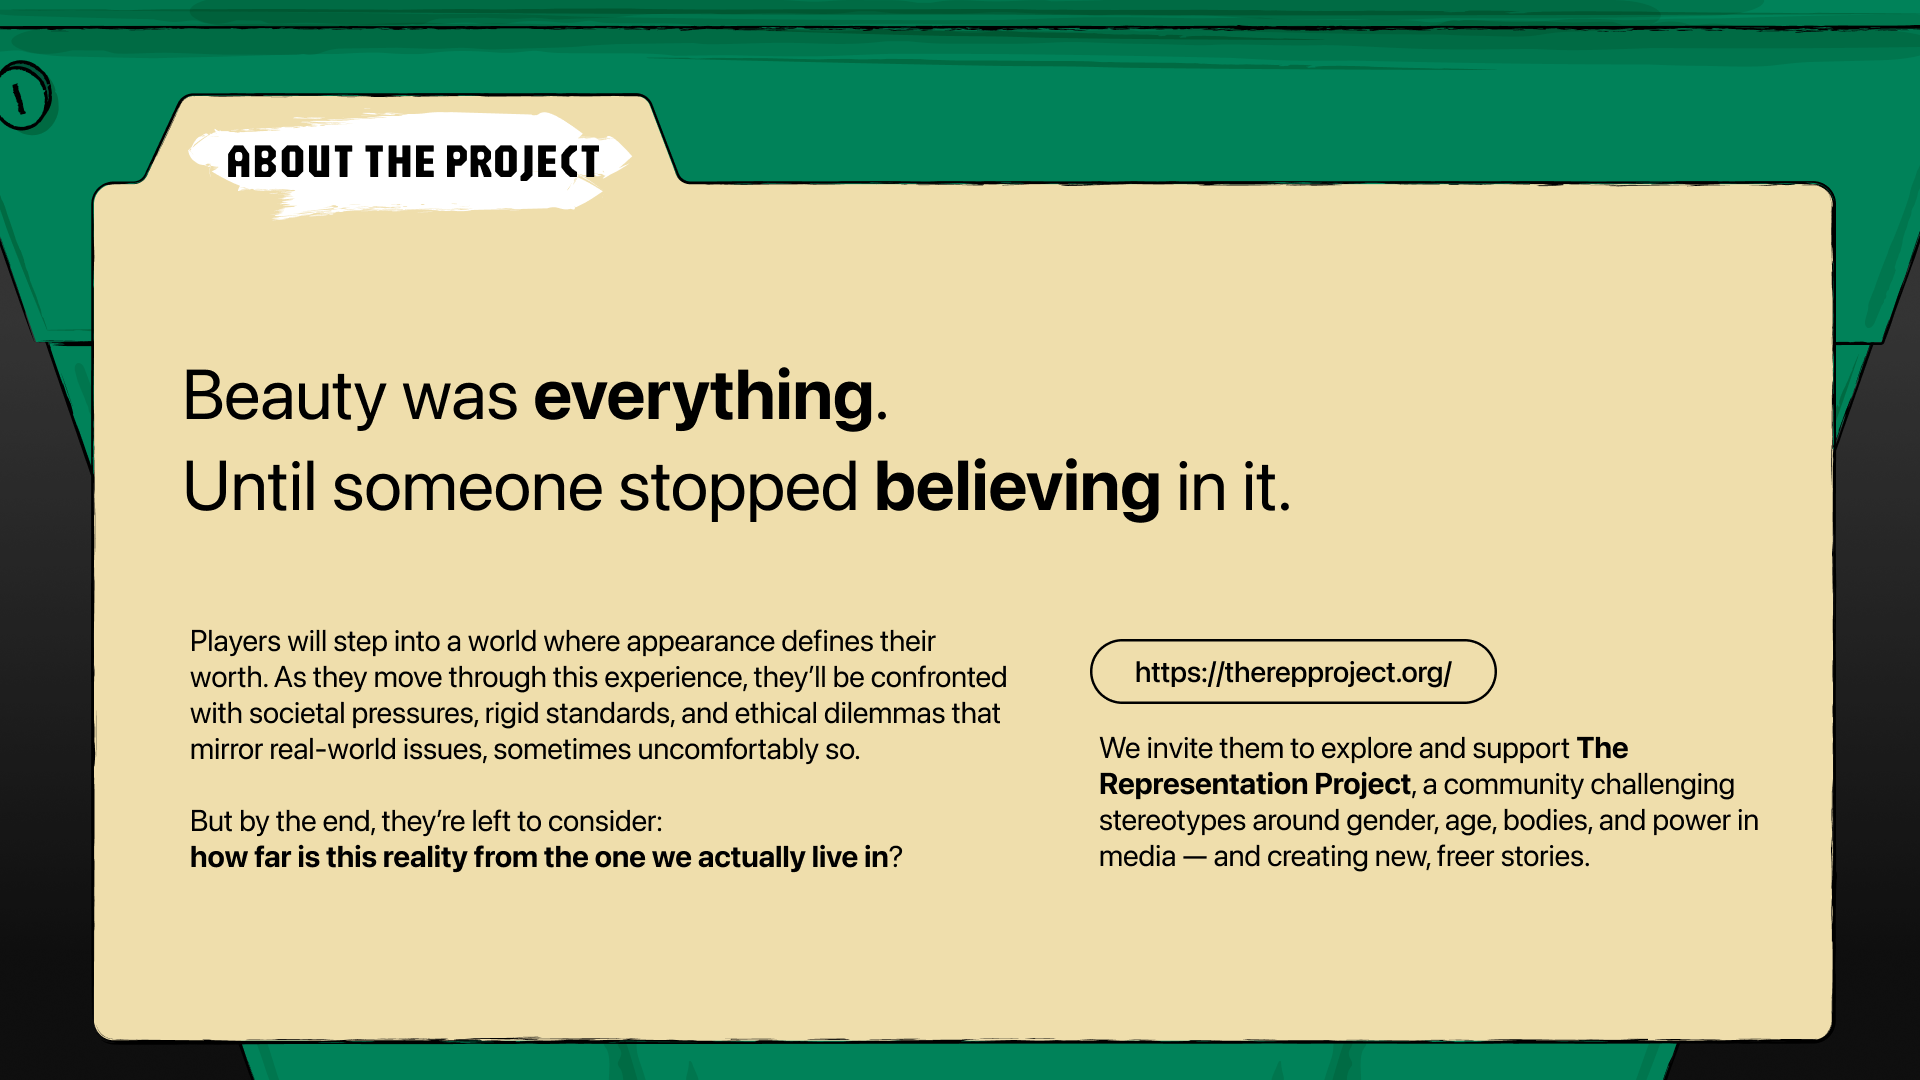 ABOUT THE PROJECT
Beauty was everything.
Until someone stopped believing in it.
Players will step into a world where appearance defines their
worth. As they move through this experience, they’ll be confronted
with societal pressures, rigid standards, and ethical dilemmas that
mirror real-world issues, sometimes uncomfortably so.
But by the end, they’re left to consider:
how far is this reality from the one we actually live in?
https://therepproject.org/
We invite them to explore and support The
Representation Project, a community challenging
stereotypes around gender, age, bodies, and power in
media — and creating new, freer stories.